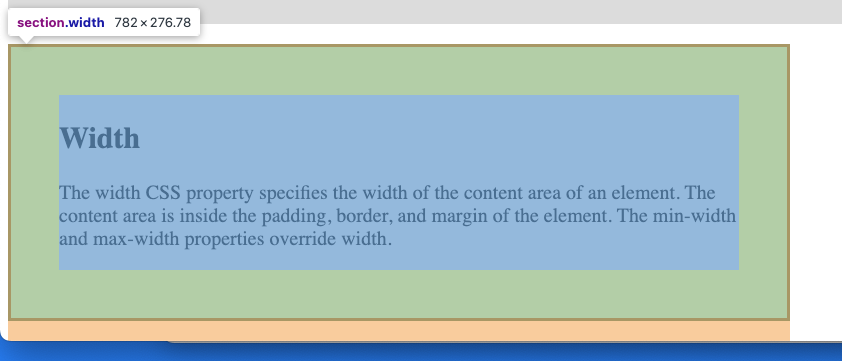 section.width 782 × 276.78
Width
The width CSS property specifies the width of the content area of an element. The
content area is inside the padding, border, and margin of the element. The min-width
and max-width properties override width.